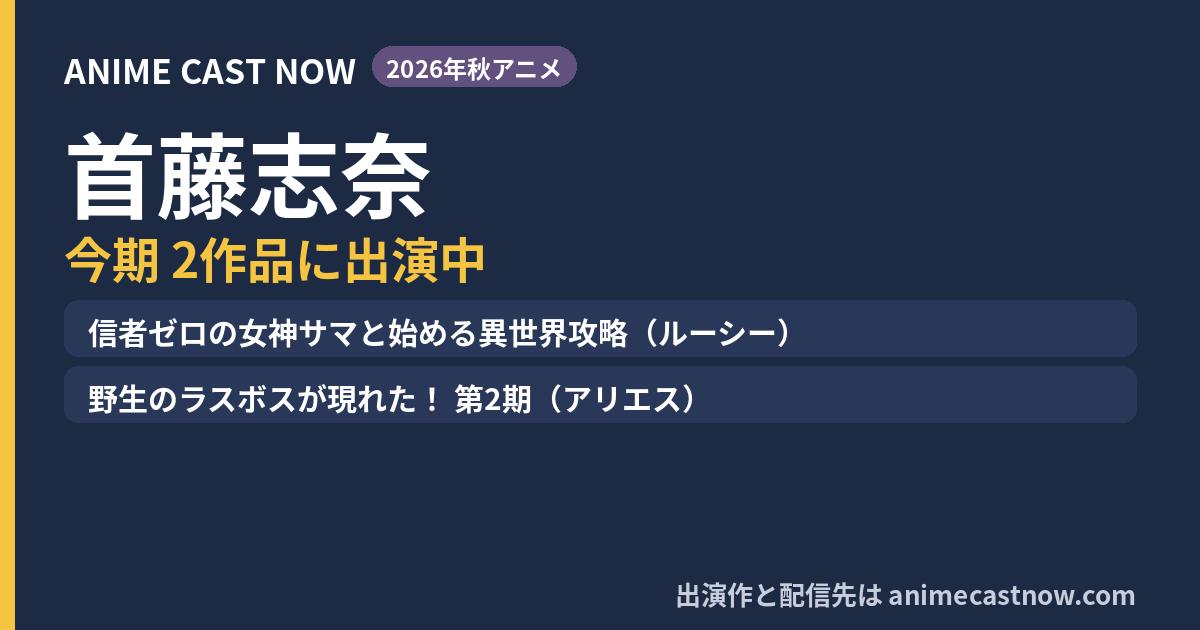 ANIME CAST NOW 2026年秋アニメ
首藤志奈
今期 2作品に出演中
信者ゼロの女神サマと始める異世界攻略（ルーシー）
野生のラスボスが現れた！ 第2期（アリエス）
出演作と配信先は animecastnow.com